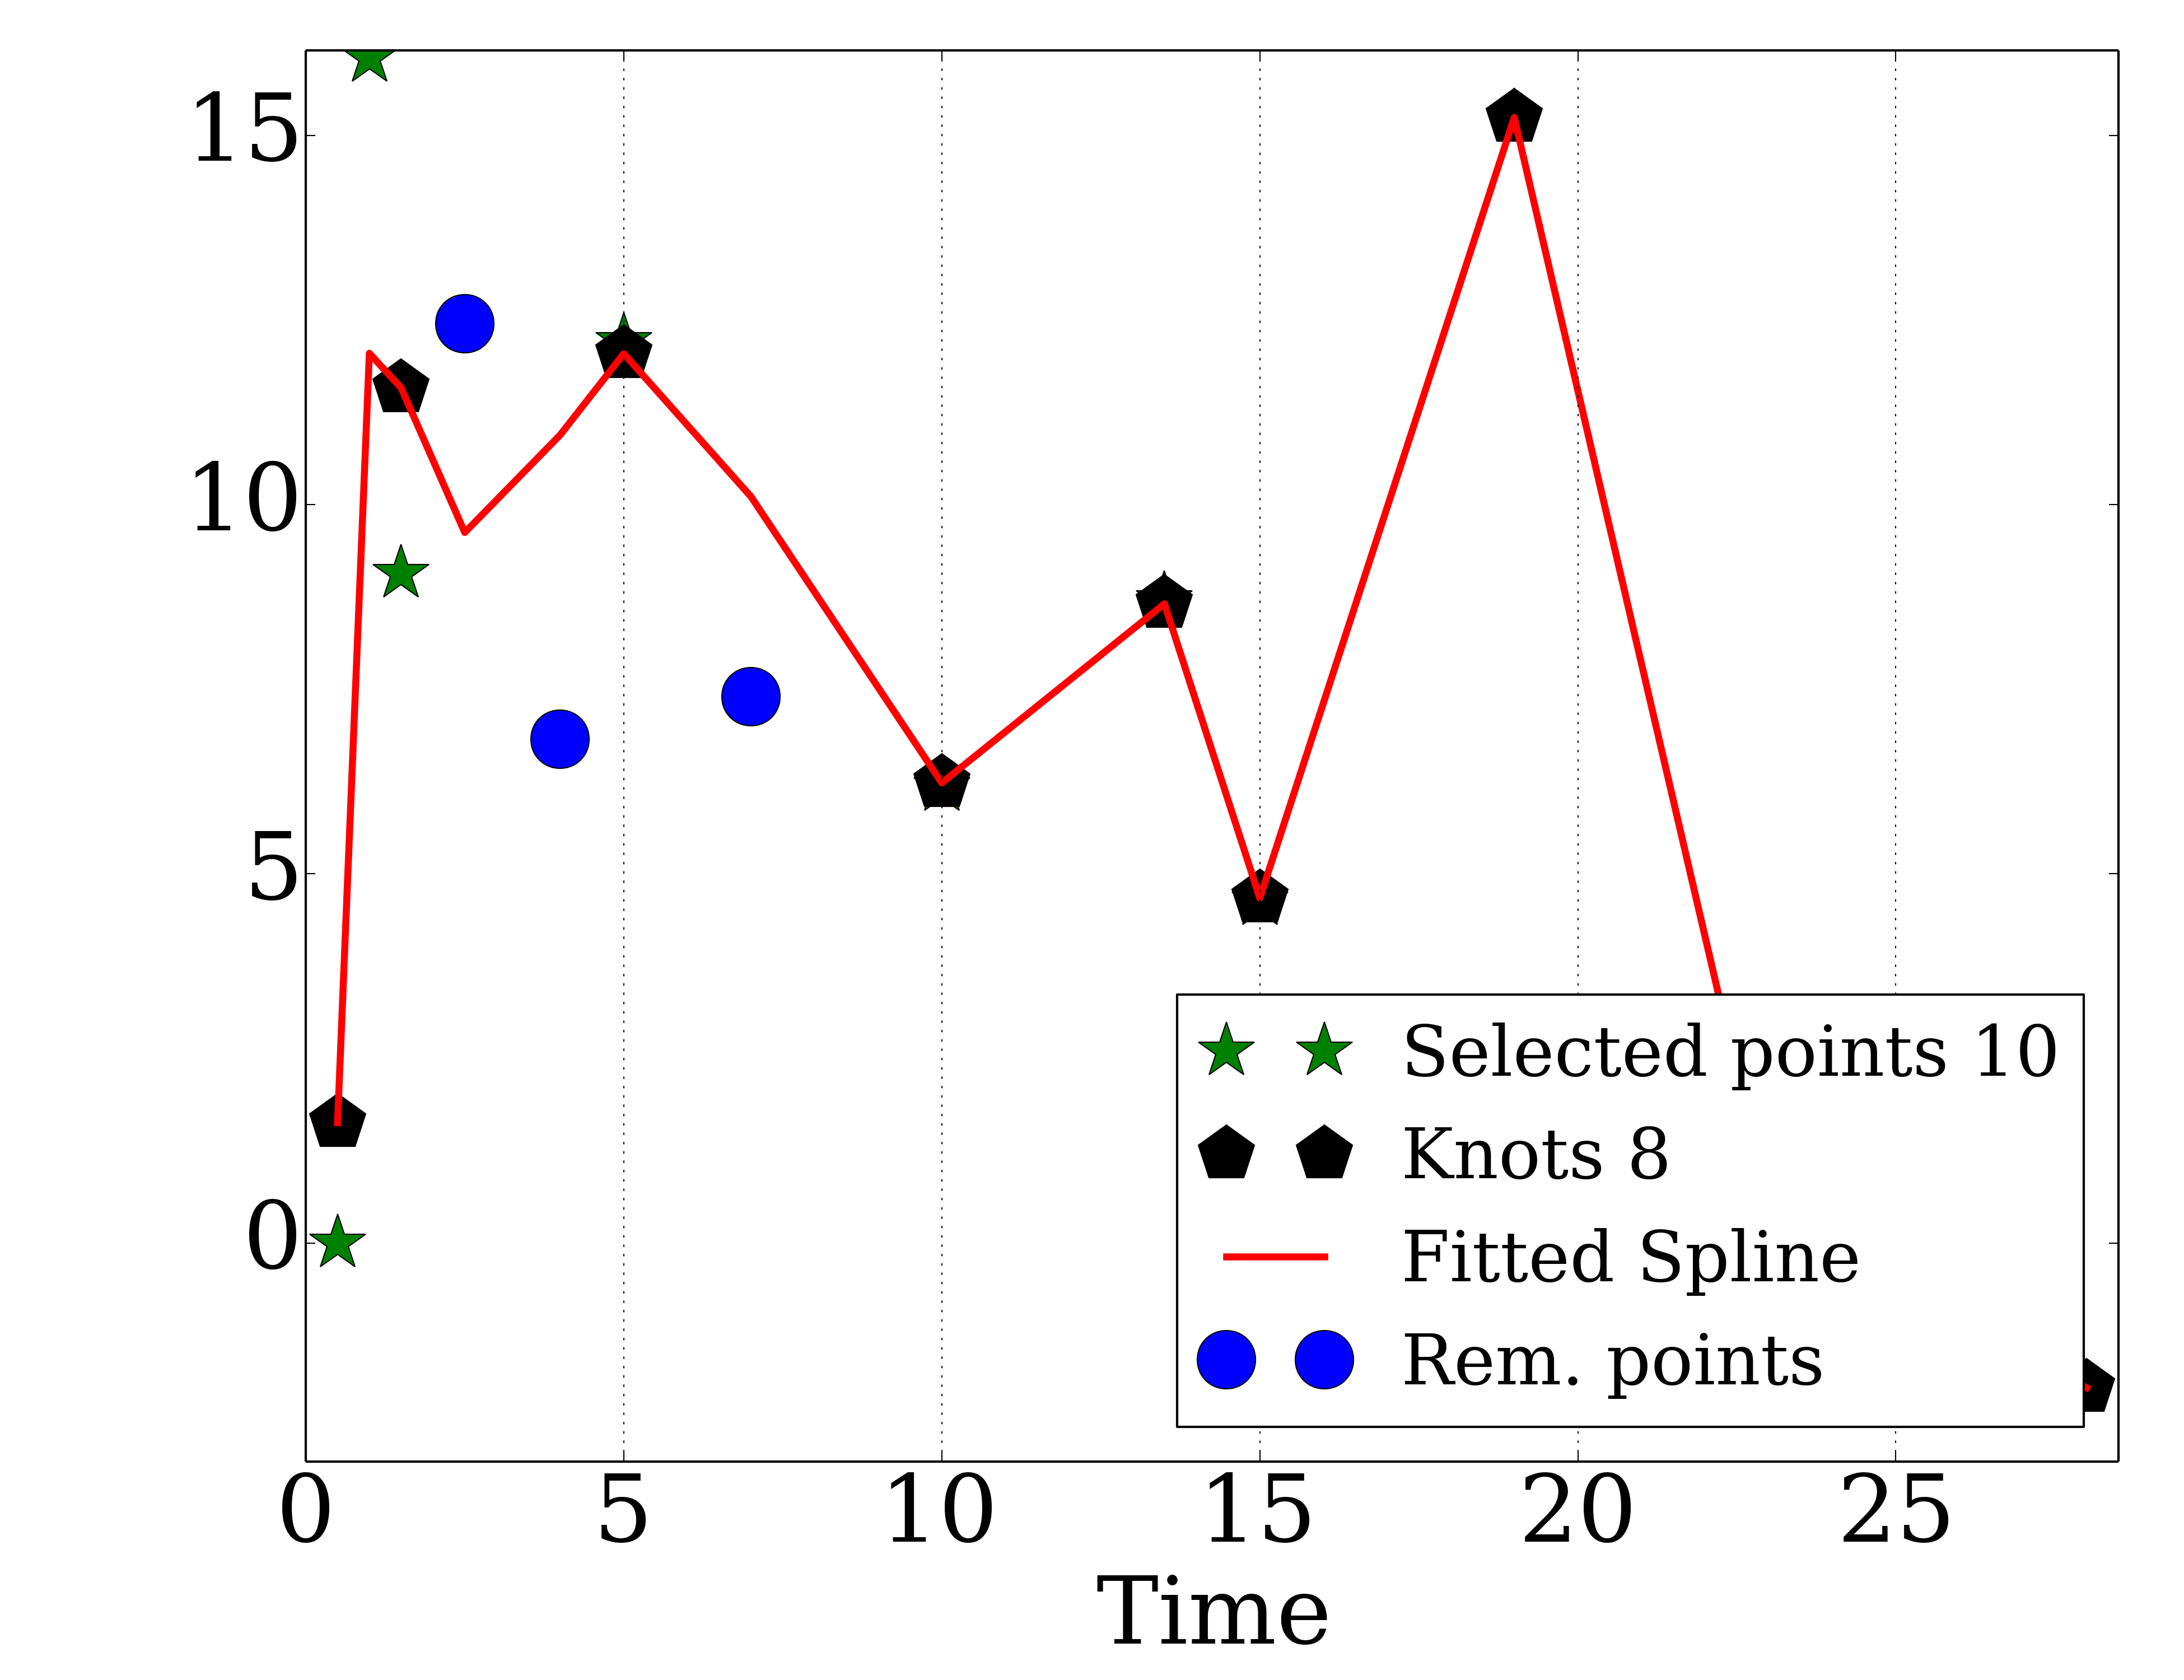 15
10
5
0
Selected points 10
Knots 8
Fitted Spline
Rem. points
0 5 10 15 20 25
Time